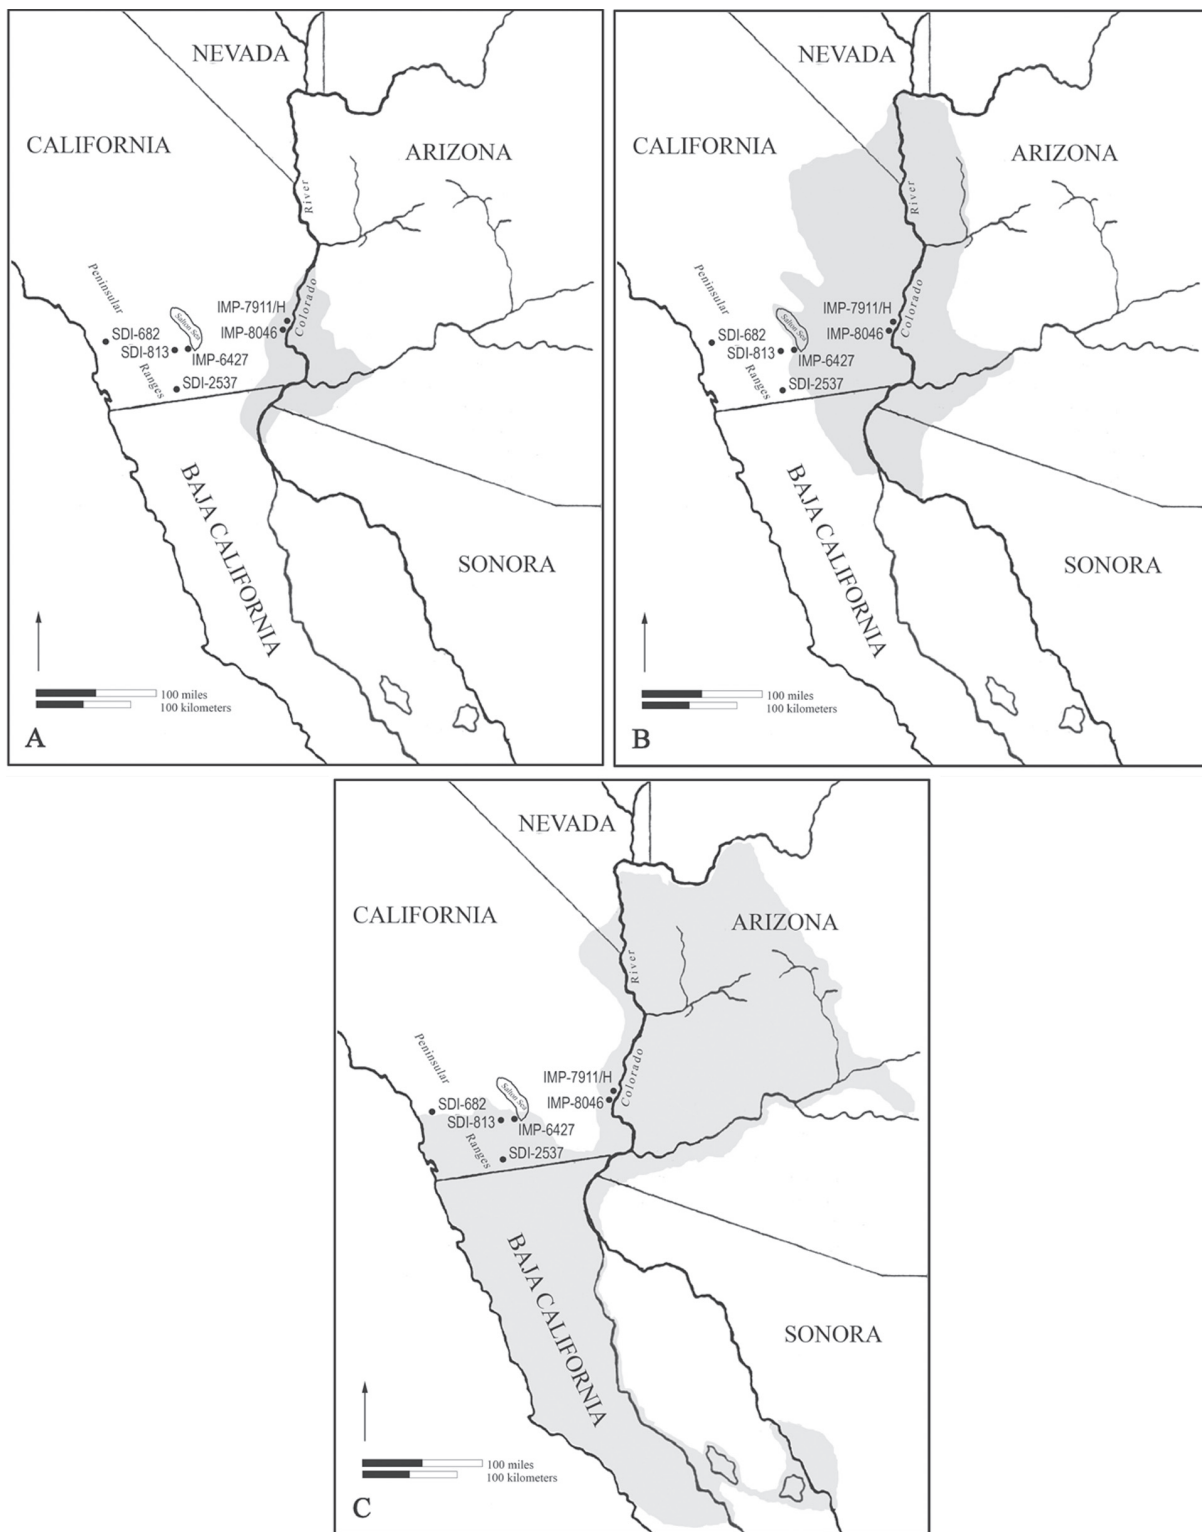 NEVADA
CALIFORNIA
ARIZONA
River
Peninsular
Colorado
IMP-7911/H
Salton Sea
SDI-682
IMP-8046
SDI-813
IMP-6427
Ranges
SDI-2537
BAJA CALIFORNIA
SONORA
100 miles
100 kilometers
A
NEVADA
CALIFORNIA
ARIZONA
River
Peninsular
Colorado
IMP-7911/H
Salton Sea
SDI-682
IMP-8046
SDI-813
IMP-6427
Ranges
SDI-2537
BAJA CALIFORNIA
SONORA
100 miles
100 kilometers
B
NEVADA
CALIFORNIA
ARIZONA
River
Peninsular
Colorado
IMP-7911/H
Salton Sea
SDI-682
IMP-8046
SDI-813
IMP-6427
Ranges
SDI-2537
BAJA CALIFORNIA
SONORA
100 miles
100 kilometers
C